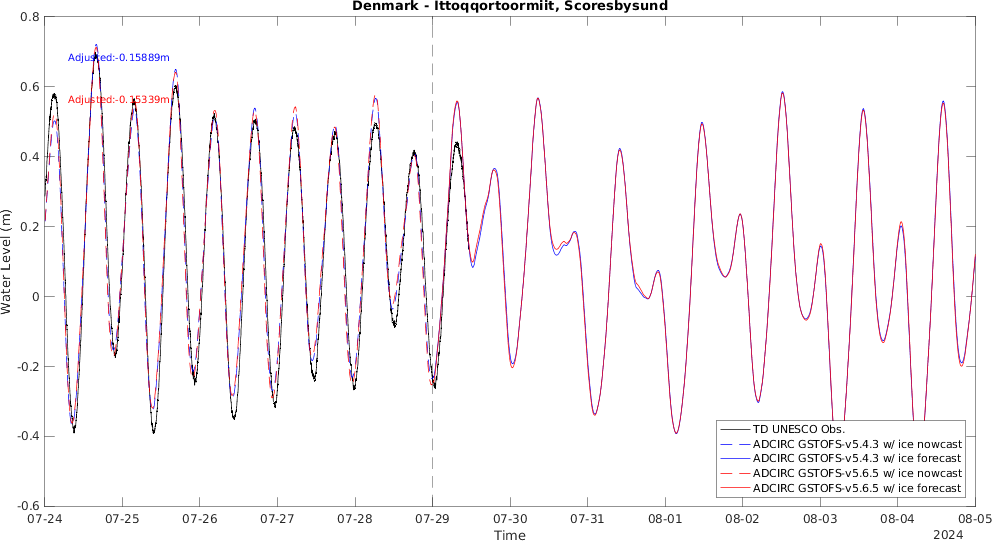 Denmark - Ittoqqortoormiit, Scoresbysund
0.8
0.6
0.4
0.2
0
-0.2
-0.4
-0.6
Water Level (m)
Adjusted:-0.15889m
Adjusted:-0.15339m
TD UNESCO Obs.
ADCIRC GSTOFS-v5.4.3 w/ ice nowcast
ADCIRC GSTOFS-v5.4.3 w/ ice forecast
ADCIRC GSTOFS-v5.6.5 w/ ice nowcast
ADCIRC GSTOFS-v5.6.5 w/ ice forecast
07-24 07-25 07-26 07-27 07-28 07-29 07-30 07-31 08-01 08-02 08-03 08-04 08-05
Time
2024